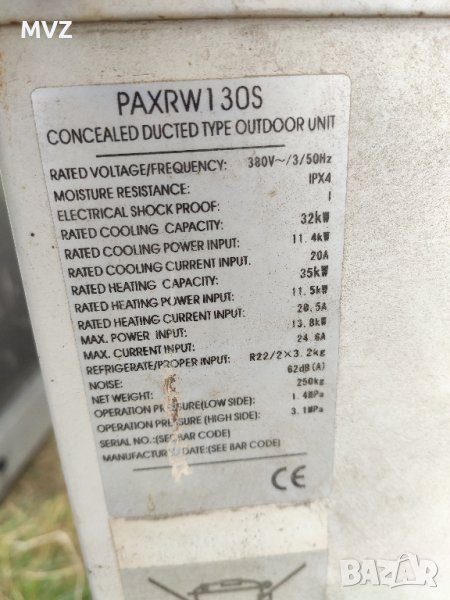 MVZ
PAXRW130S
CONCEALED DUCTED TYPE OUTDOOR UNIT
RATED VOLTAGE/FREQUENCY: 380V~/3/50Hz
MOISTURE RESISTANCE: IPX4
ELECTRICAL SHOCK PROOF: I
RATED COOLING CAPACITY: 32kW
RATED COOLING POWER INPUT: 11.4kW
RATED COOLING CURRENT INPUT. 20A
RATED HEATING CAPACITY: 35kW
RATED HEATING POWER INPUT: 11.5kW
RATED HEATING CURRENT INPUT: 20.5A
MAX. POWER INPUT: 13.8kW
MAX. CURRENT INPUT: 24.6A
REFRIGERATE/PROPER INPUT: R22/2×3.2kg
NOISE: 62dB(A)
NET WEIGHT: 250kg
OPERATION PRESSURE(LOW SIDE): 1.4MPa
OPERATION PRESSURE (HIGH SIDE): 3.1MPa
SERIAL NO.:(SEE BAR CODE)
MANUFACTURE DATE:(SEE BAR CODE)
CE
BAZAR.bg